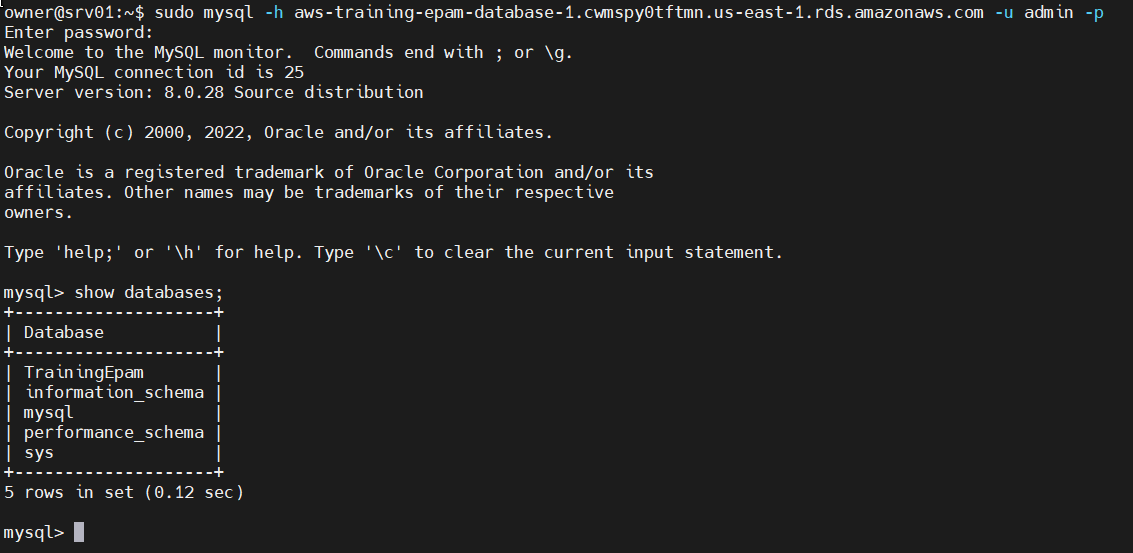 owner@srv01:~$ sudo mysql -h aws-training-epam-database-1.cwmspy0tftmn.us-east-1.rds.amazonaws.com -u admin -p
Enter password:
Welcome to the MySQL monitor.  Commands end with ; or \g.
Your MySQL connection id is 25
Server version: 8.0.28 Source distribution

Copyright (c) 2000, 2022, Oracle and/or its affiliates.

Oracle is a registered trademark of Oracle Corporation and/or its
affiliates. Other names may be trademarks of their respective
owners.

Type 'help;' or '\h' for help. Type '\c' to clear the current input statement.

mysql> show databases;
+--------------------+
| Database           |
+--------------------+
| TrainingEpam       |
| information_schema |
| mysql              |
| performance_schema |
| sys                |
+--------------------+
5 rows in set (0.12 sec)

mysql>